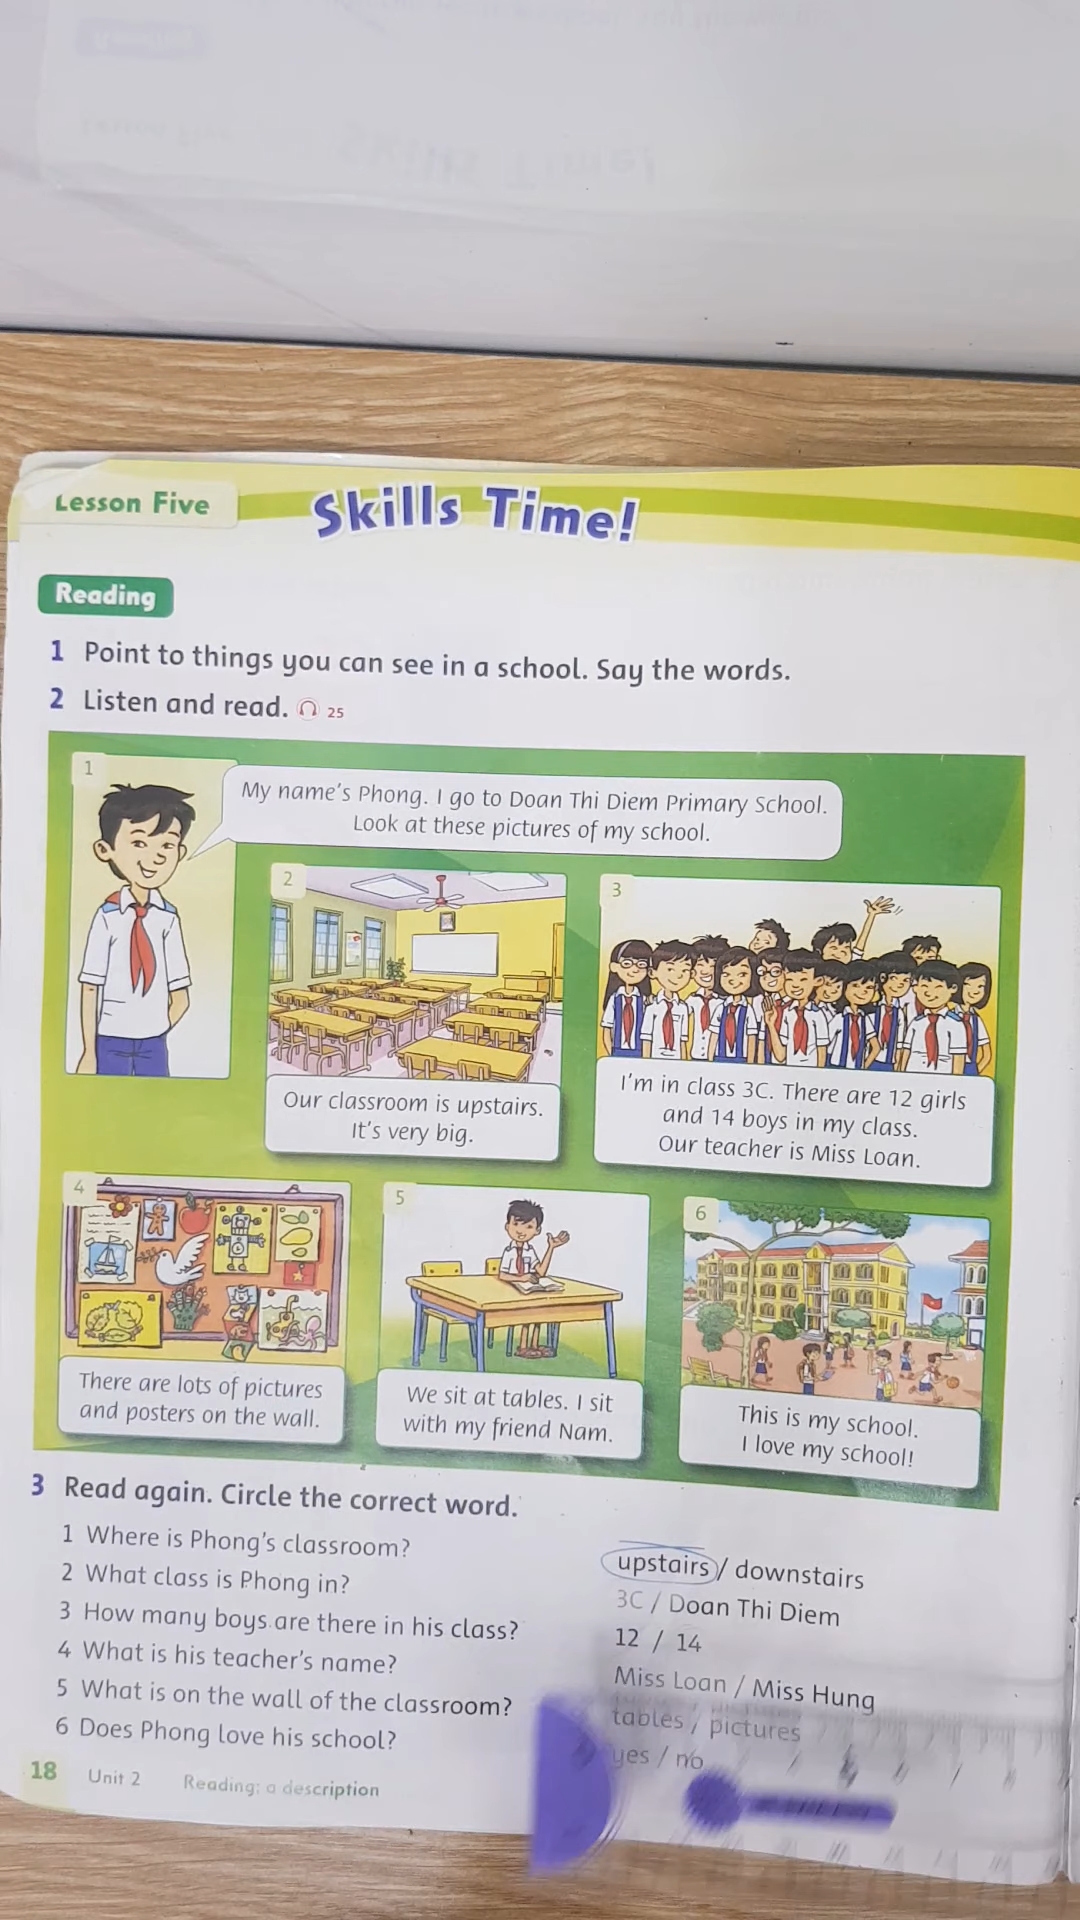 Lesson Five
Skills Time!
Reading
1 Point to things you can see in a school. Say the words.
2 Listen and read. 25
1
My name's Phong. I go to Doan Thi Diem Primary School.
Look at these pictures of my school.
2
Our classroom is upstairs.
It's very big.
3
I'm in class 3C. There are 12 girls
and 14 boys in my class.
Our teacher is Miss Loan.
4
There are lots of pictures
and posters on the wall.
5
We sit at tables. I sit
with my friend Nam.
6
This is my school.
I love my school!
3 Read again. Circle the correct word.
1 Where is Phong's classroom? upstairs / downstairs
2 What class is Phong in? 3C / Doan Thi Diem
3 How many boys are there in his class? 12 / 14
4 What is his teacher's name? Miss Loan / Miss Hung
5 What is on the wall of the classroom? tables / pictures
6 Does Phong love his school? yes / no
18 Unit 2 Reading: a description